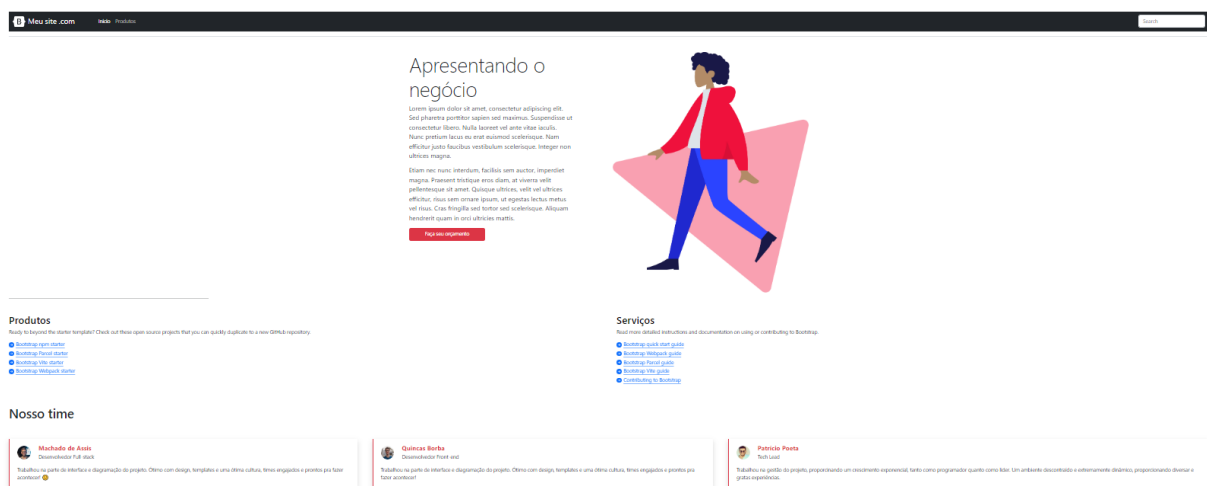 B Meu site .com Início Produtos Search
Apresentando o
negócio
Lorem ipsum dolor sit amet, consectetur adipiscing elit.
Sed pharetra porttitor sapien sed maximus. Suspendisse ut
consectetur libero. Nulla laoreet vel ante vitae iaculis.
Nunc pretium lacus eu erat euismod scelerisque. Nam
efficitur justo faucibus vestibulum scelerisque. Integer non
ultrices magna.
Etiam nec nunc interdum, facilisis sem auctor, imperdiet
magna. Praesent tristique eros diam, at viverra velit
pellentesque sit amet. Quisque ultrices, velit vel ultrices
efficitur, risus sem ornare ipsum, ut egestas lectus metus
vel risus. Cras fringilla sed tortor sed scelerisque. Aliquam
hendrerit quam in orci ultricies mattis.
Faça seu orçamento
Produtos
Ready to beyond the starter template? Check out these open source projects that you can quickly duplicate to a new GitHub repository.
Bootstrap npm starter
Bootstrap Parcel starter
Bootstrap Vite starter
Bootstrap Webpack starter
Serviços
Read more detailed instructions and documentation on using or contributing to Bootstrap.
Bootstrap quick start guide
Bootstrap Webpack guide
Bootstrap Parcel guide
Bootstrap Vite guide
Contributing to Bootstrap
Nosso time
Machado de Assis
Desenvolvedor Full stack
Trabalhou na parte de interface e diagramação do projeto. Ótimo com design, templates e uma ótima cultura, times engajados e prontos pra fazer
acontecer! 😄
Quincas Borba
Desenvolvedor Front-end
Trabalhou na parte de interface e diagramação do projeto. Ótimo com design, templates e uma ótima cultura, times engajados e prontos pra
fazer acontecer!
Patrício Poeta
Tech Lead
Trabalhou na gestão do projeto, proporcionando um crescimento exponencial, tanto como programador quanto como líder. Um ambiente descontraído e extremamente dinâmico, proporcionando diversar e
gratas experiências.